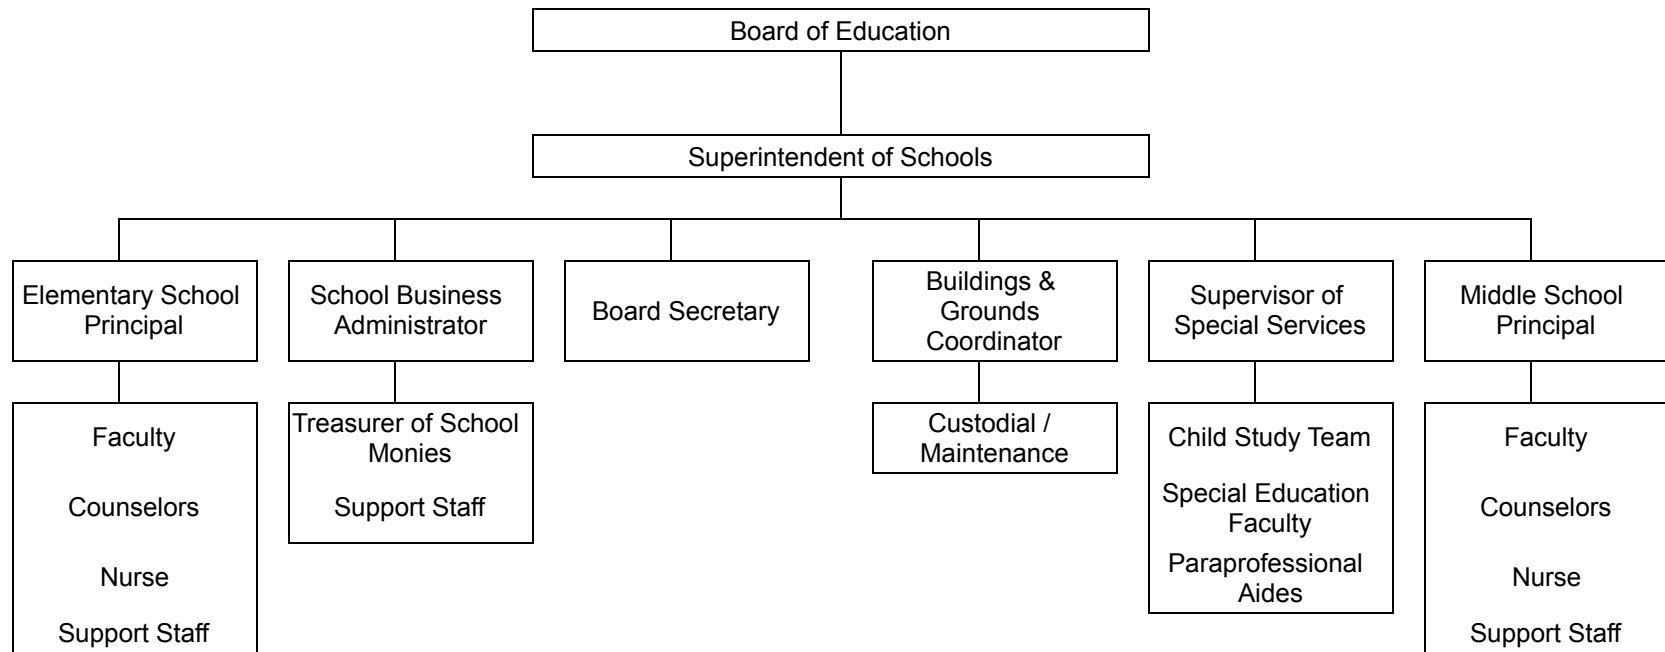 Board of Education
Superintendent of Schools
Elementary School
Principal
School Business
Administrator
Board Secretary
Buildings &
Grounds
Coordinator
Supervisor of
Special Services
Middle School
Principal
Faculty
Counselors
Nurse
Support Staff
Treasurer of School
Monies
Support Staff
Custodial /
Maintenance
Child Study Team
Special Education
Faculty
Paraprofessional
Aides
Faculty
Counselors
Nurse
Support Staff